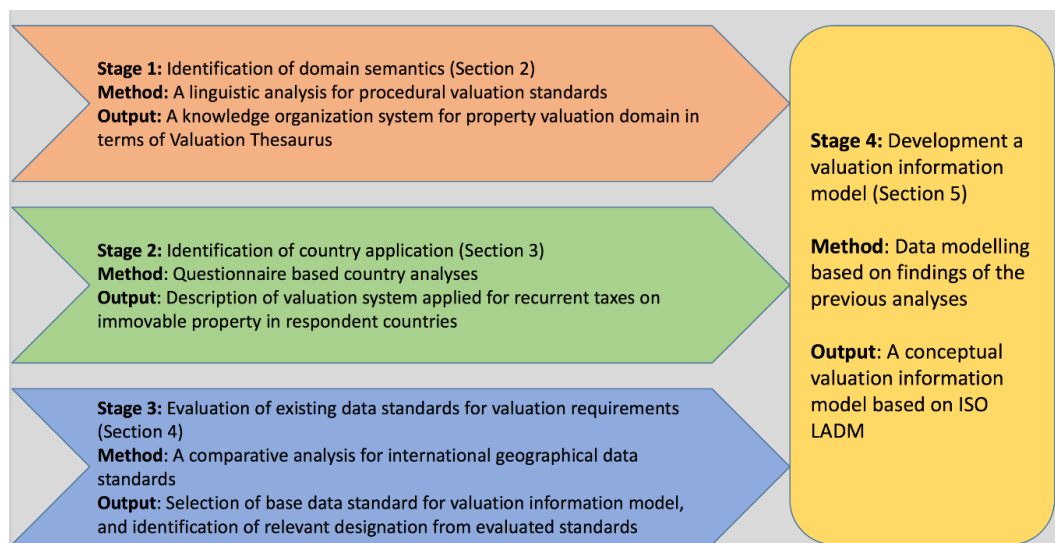 Stage 1: Identification of domain semantics (Section 2)
Method: A linguistic analysis for procedural valuation standards
Output: A knowledge organization system for property valuation domain in
terms of Valuation Thesaurus
Stage 2: Identification of country application (Section 3)
Method: Questionnaire based country analyses
Output: Description of valuation system applied for recurrent taxes on
immovable property in respondent countries
Stage 3: Evaluation of existing data standards for valuation requirements
(Section 4)
Method: A comparative analysis for international geographical data
standards
Output: Selection of base data standard for valuation information model,
and identification of relevant designation from evaluated standards
Stage 4: Development a
valuation information
model (Section 5)
Method: Data modelling
based on findings of the
previous analyses
Output: A conceptual
valuation information
model based on ISO
LADM